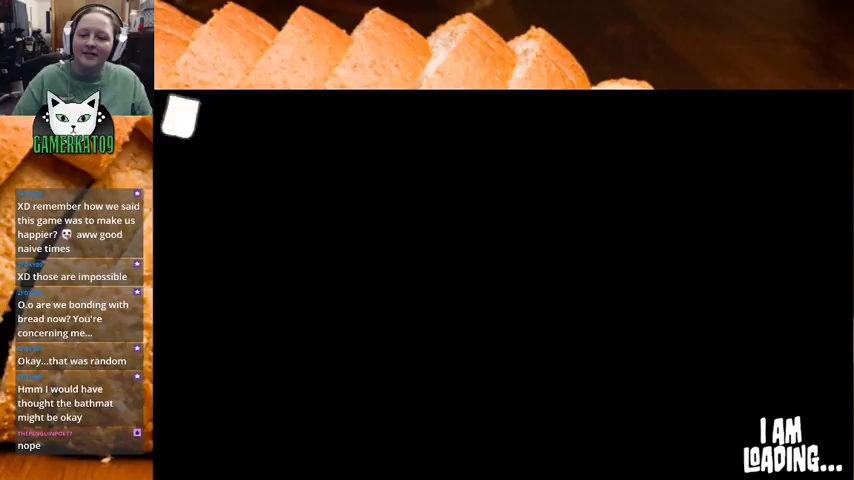 GAMERKAT09
XD remember how we said
this game was to make us
happier? aww good
naive times
XD those are impossible
O.o are we bonding with
bread now? You're
concerning me...
Okay...that was random
Hmm I would have
thought the bathmat
might be okay
THEPENGUINPOET7
nope
I AM
LOADING...